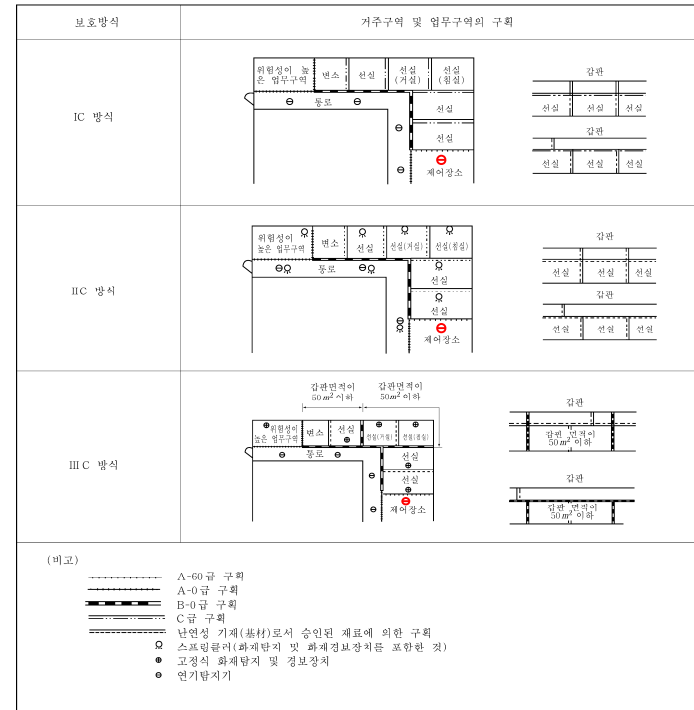 보호방식
거주구역 및 업무구역의 구획
IC 방식
위험성이 높
은 업무구역
변소
선실
선실
(거실)
선실
(침실)
통로
선실
선실
제어장소
갑판
선실 선실 선실
갑판
선실 선실 선실
IIC 방식
위험성이
높은 업무구역
변소
선실
선실(거실)
선실(침실)
통로
선실
선실
제어장소
갑판
선실 선실 선실
갑판
선실 선실 선실
IIIC 방식
갑판면적이
50m² 이하
갑판면적이
50m² 이하
위험성이
높은 업무구역
변소
선실
선실(거실)
선실(침실)
통로
선실
선실
제어장소
갑판
갑판 면적이
50m² 이하
갑판
갑판 면적이
50m² 이하
(비고)
A-60급 구획
A-0급 구획
B-0급 구획
C급 구획
난연성 기재(基材)로서 승인된 재료에 의한 구획
스프링클러(화재탐지 및 화재경보장치를 포함한 것)
고정식 화재탐지 및 경보장치
연기탐지기